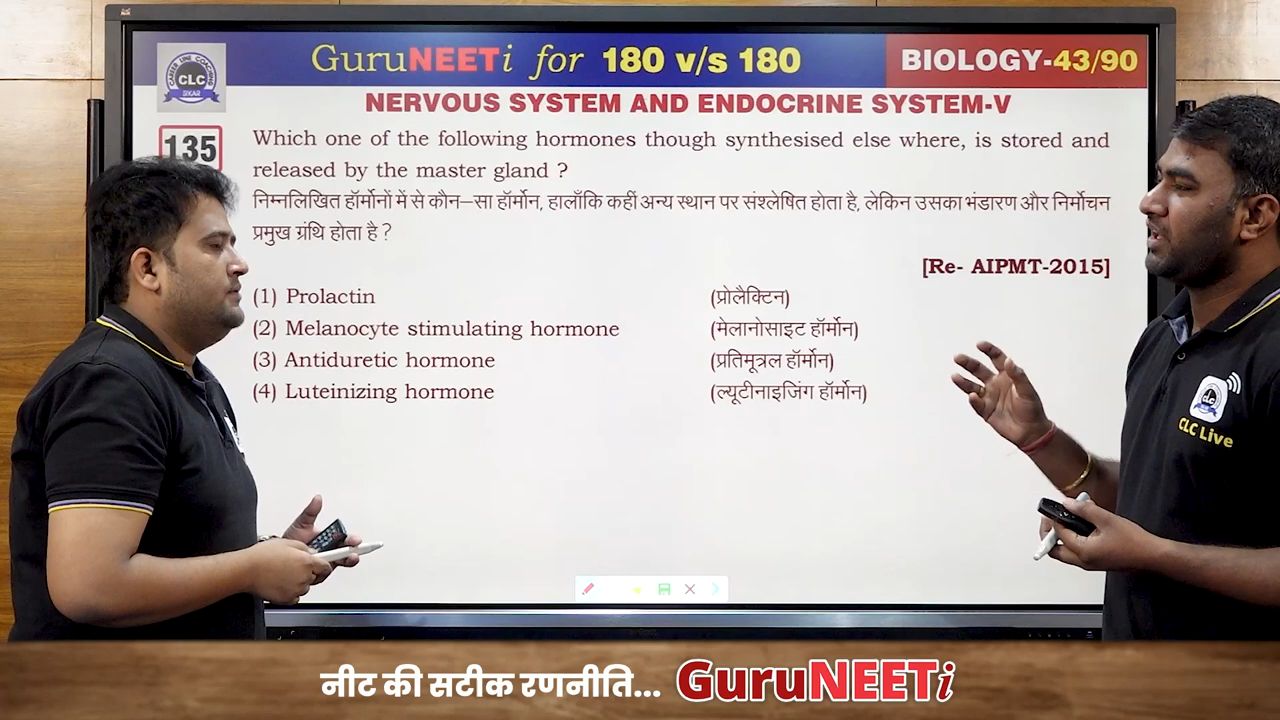 GuruNEETi for 180 v/s 180
BIOLOGY-43/90
CLC
SIKAR
NERVOUS SYSTEM AND ENDOCRINE SYSTEM-V
135
Which one of the following hormones though synthesised else where, is stored and
released by the master gland ?
निम्नलिखित हॉर्मोनों में से कौन–सा हॉर्मोन, हालाँकि कहीं अन्य स्थान पर संश्लेषित होता है, लेकिन उसका भंडारण और निर्मोचन
प्रमुख ग्रंथि होता है ?
[Re- AIPMT-2015]
(1) Prolactin (प्रोलैक्टिन)
(2) Melanocyte stimulating hormone (मेलानोसाइट हॉर्मोन)
(3) Antiduretic hormone (प्रतिमूत्रल हॉर्मोन)
(4) Luteinizing hormone (ल्यूटीनाइजिंग हॉर्मोन)
CLC
CLC Live
नीट की सटीक रणनीति... GuruNEETi